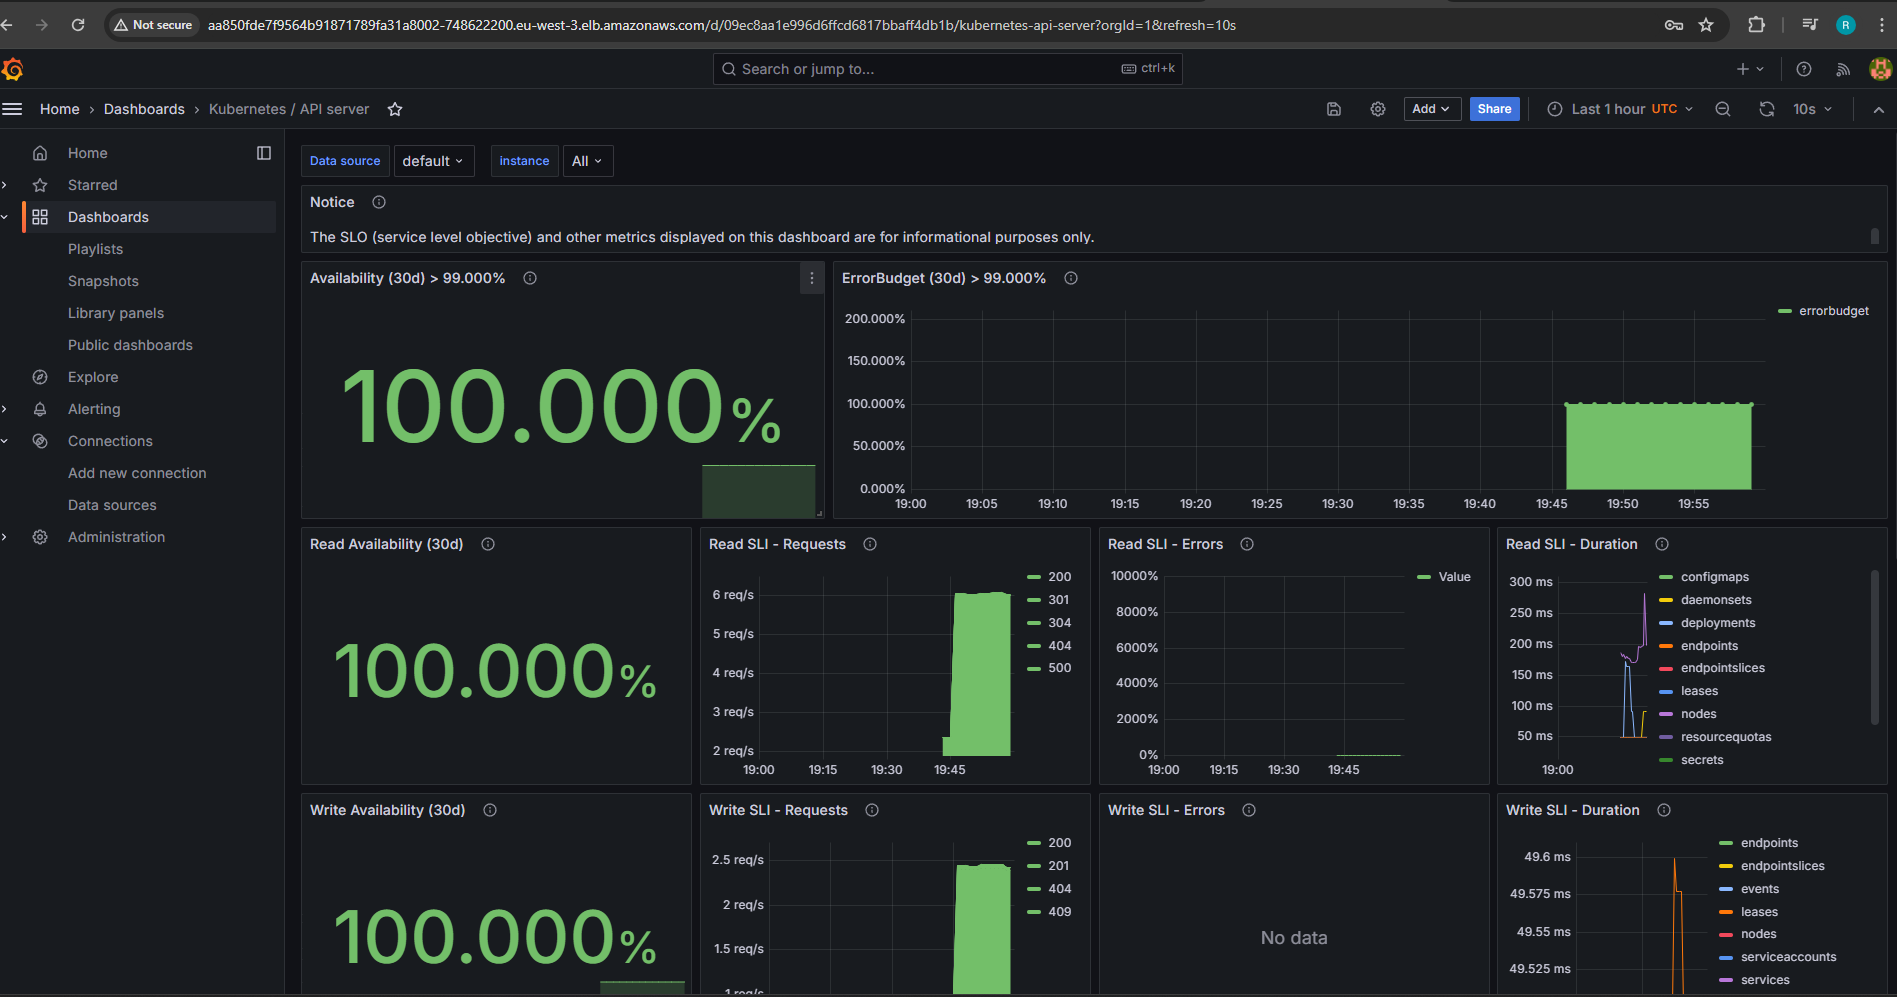 Not secure aa850fde7f9564b91871789fa31a8002-748622200.eu-west-3.elb.amazonaws.com/d/09ec8aa1e996d6ffcd6817bbaff4db1b/kubernetes-api-server?orgId=1&refresh=10s R
Search or jump to... ctrl+k
Home › Dashboards › Kubernetes / API server Add Share Last 1 hour UTC 10s
Home
Starred
Dashboards
Playlists
Snapshots
Library panels
Public dashboards
Explore
Alerting
Connections
Add new connection
Data sources
Administration
Data source default instance All
Notice
The SLO (service level objective) and other metrics displayed on this dashboard are for informational purposes only.
Availability (30d) > 99.000%
100.000%
ErrorBudget (30d) > 99.000%
200.000%
150.000%
100.000%
50.000%
0.000%
19:00 19:05 19:10 19:15 19:20 19:25 19:30 19:35 19:40 19:45 19:50 19:55
errorbudget
Read Availability (30d)
100.000%
Read SLI - Requests
6 req/s
5 req/s
4 req/s
3 req/s
2 req/s
19:00 19:15 19:30 19:45
200
301
304
404
500
Read SLI - Errors
10000%
8000%
6000%
4000%
2000%
0%
19:00 19:15 19:30 19:45
Value
Read SLI - Duration
300 ms
250 ms
200 ms
150 ms
100 ms
50 ms
19:00
configmaps
daemonsets
deployments
endpoints
endpointslices
leases
nodes
resourcequotas
secrets
Write Availability (30d)
100.000%
Write SLI - Requests
2.5 req/s
2 req/s
1.5 req/s
1 req/s
200
201
404
409
Write SLI - Errors
No data
Write SLI - Duration
49.6 ms
49.575 ms
49.55 ms
49.525 ms
endpoints
endpointslices
events
leases
nodes
serviceaccounts
services